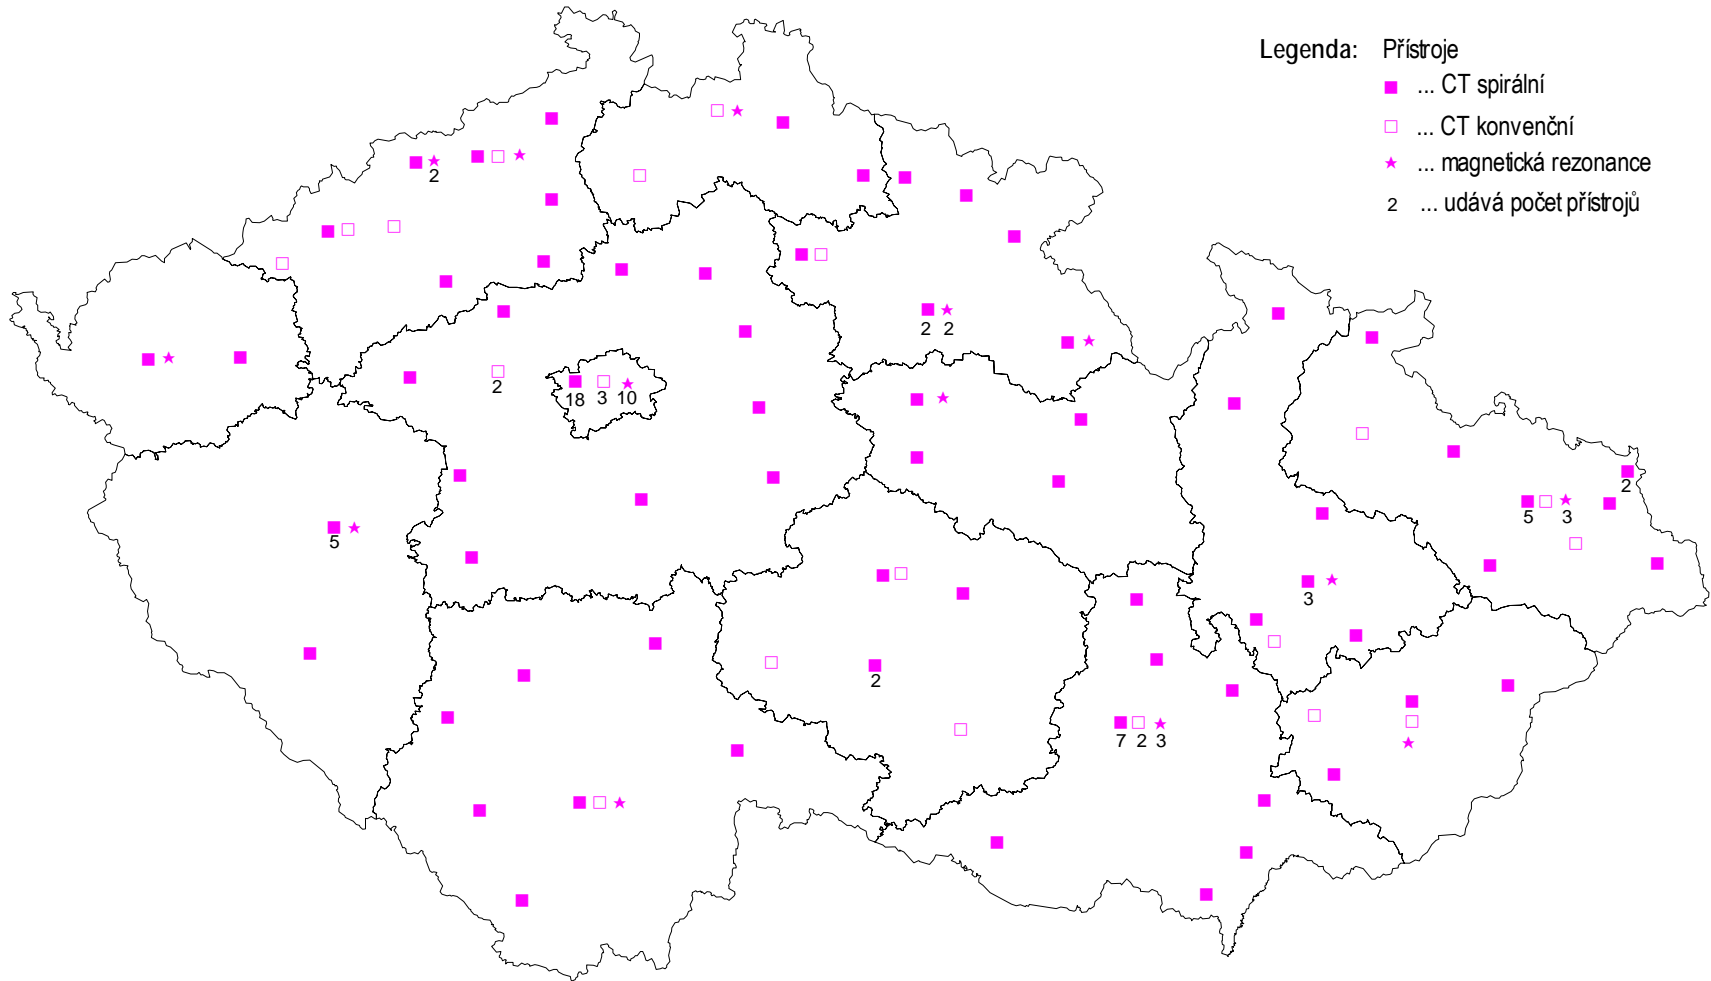 Legenda: Přístroje
... CT spirální
... CT konvenční
... magnetická rezonance
2 ... udává počet přístrojů
2
2 2
2
18 3 10
2
5 3
5
3
2
7 2 3